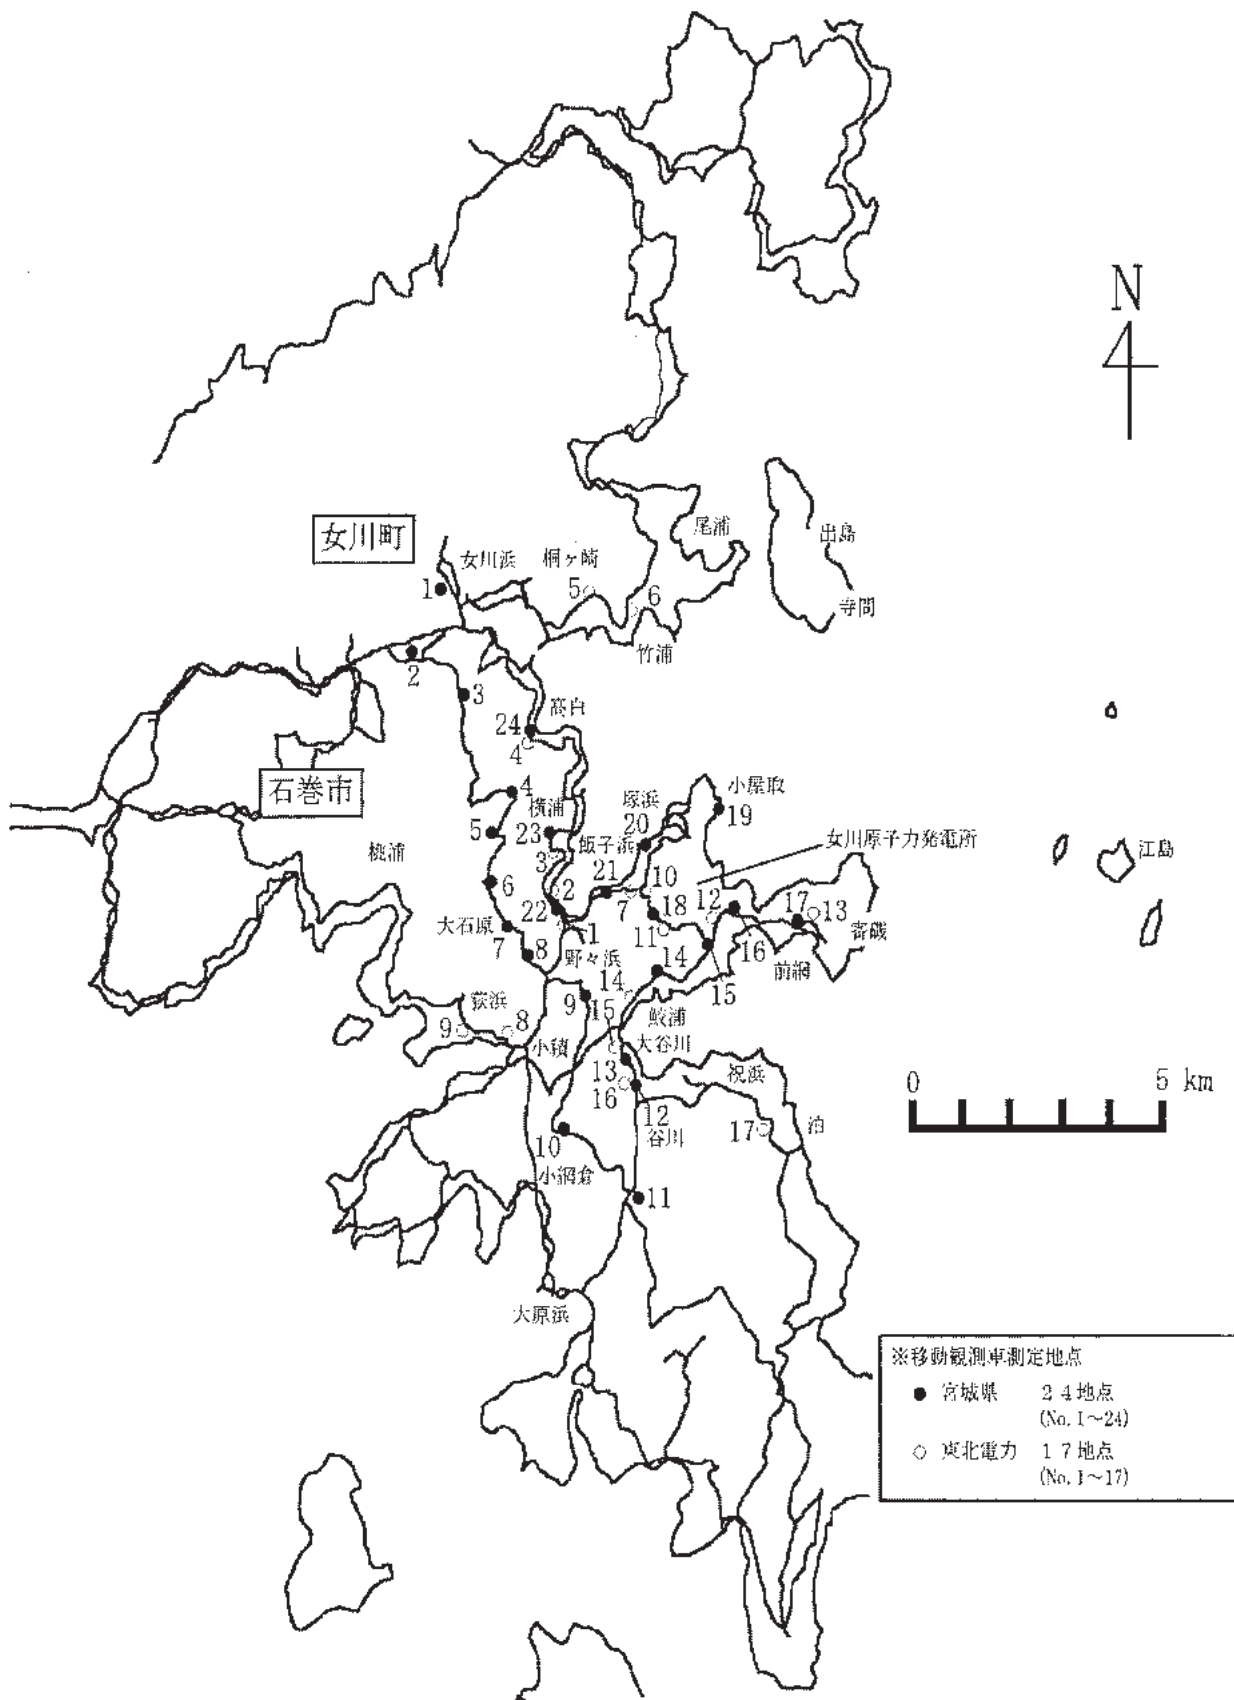 N
女川町
女川浜
桐ヶ崎
尾浦
出島
1
5
6
寺間
竹浦
2
3
高白
24
4
石巻市
4
横浦
塚浜
小屋取
5
23
20
19
飯子浜
女川原子力発電所
桃浦
3
21
江島
6
2
10
7
18
12
17
13
22
大石原
1
11
16
寄磯
7
8
野々浜
14
15
前網
9
14
荻浜
15
鮫浦
9
8
小積
大谷川
13
祝浜
0
5 km
16
12
10
谷川
17
泊
小網倉
11
大原浜
※移動観測車測定地点
● 宮城県 24地点
(No.1~24)
○ 東北電力 17地点
(No.1~17)